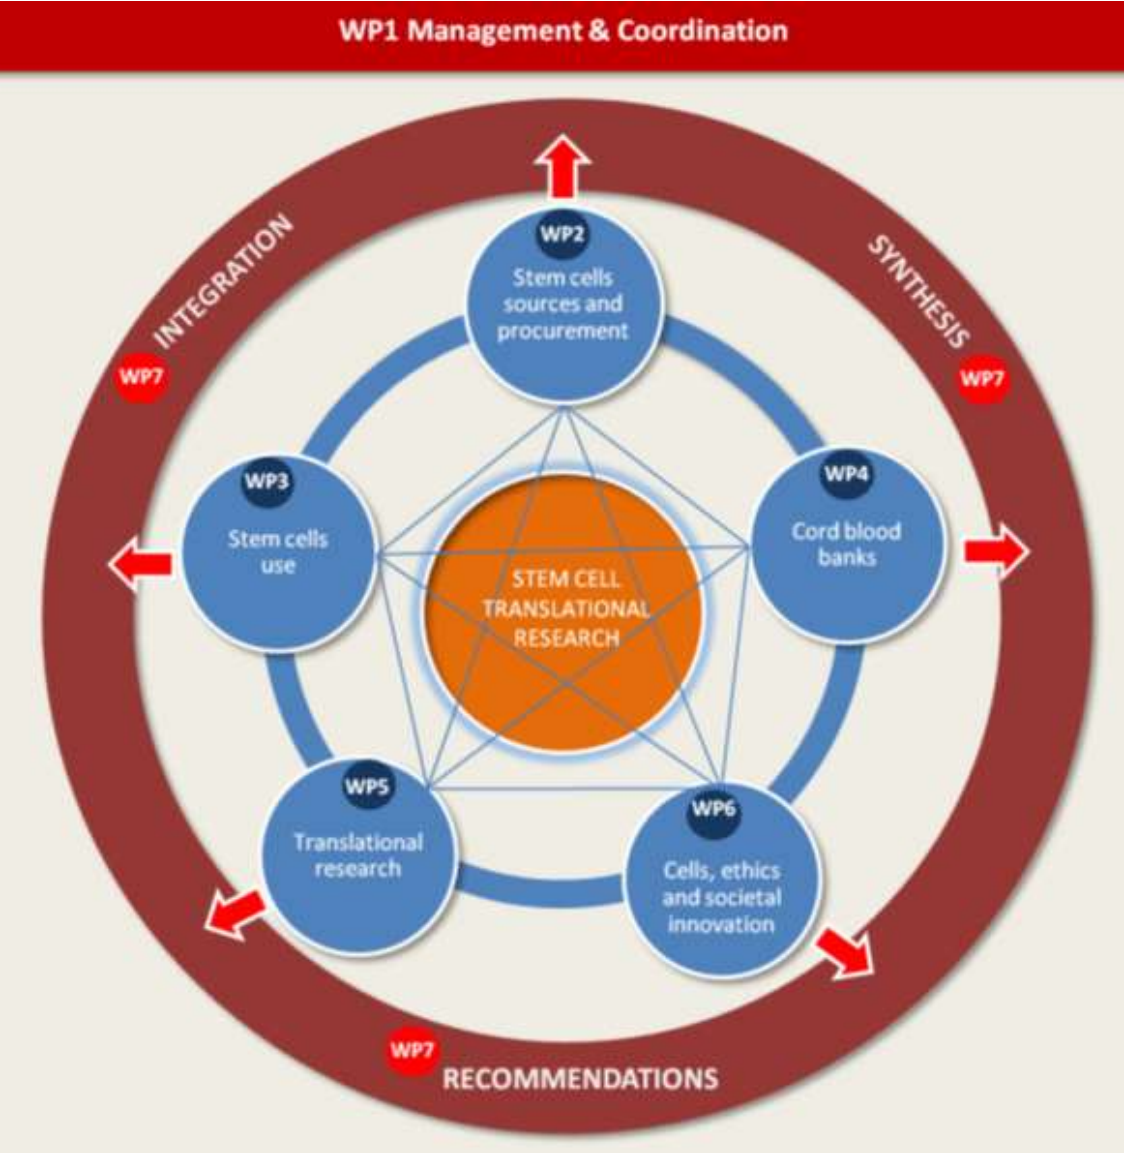 WP1 Management & Coordination
INTEGRATION
WP7
SYNTHESIS
WP7
WP2
Stem cells
sources and
procurement
WP3
Stem cells
use
WP4
Cord blood
banks
STEM CELL
TRANSLATIONAL
RESEARCH
WP5
Translational
research
WP6
Cells, ethics
and societal
innovation
WP7
RECOMMENDATIONS